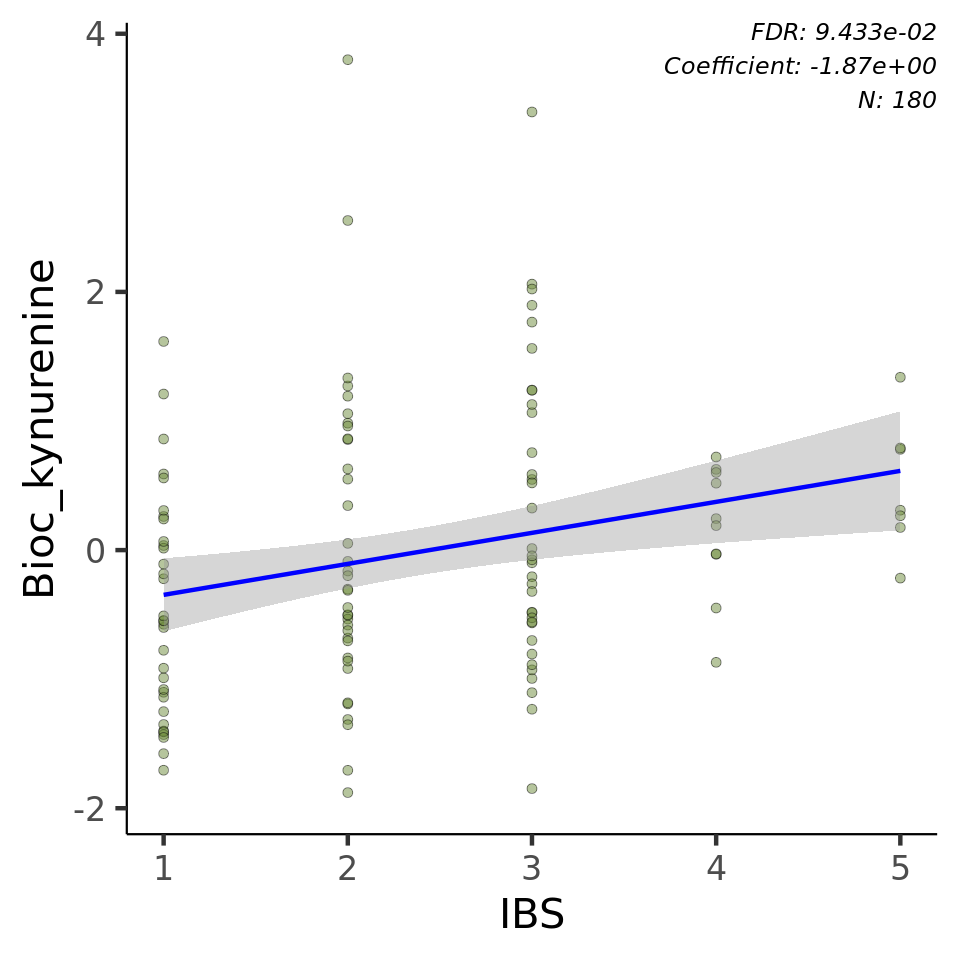 FDR: 9.433e-02
Coefficient: -1.87e+00
N: 180
4
2
0
-2
Bioc_kynurenine
1 2 3 4 5
IBS